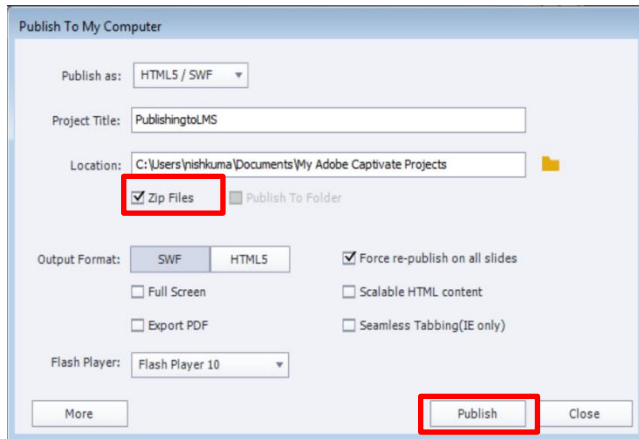 Publish To My Computer
Publish as: HTML5 / SWF
Project Title: PublishingtoLMS
Location: C:\Users\nishkuma\Documents\My Adobe Captivate Projects
Zip Files Publish To Folder
Output Format: SWF HTML5 Force re-publish on all slides
Full Screen Scalable HTML content
Export PDF Seamless Tabbing(IE only)
Flash Player: Flash Player 10
More Publish Close